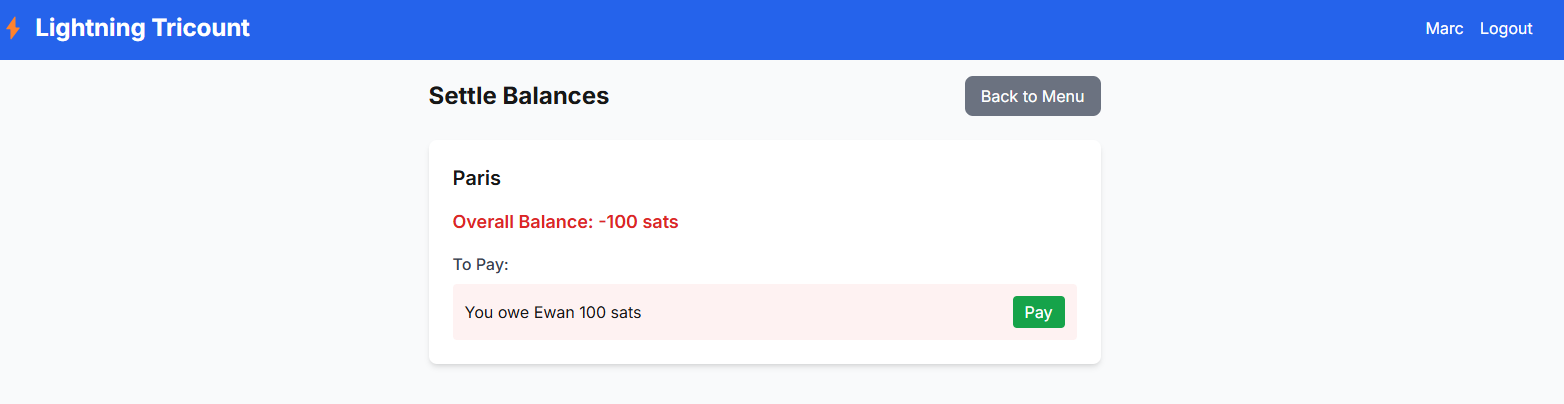 Lightning Tricount
Marc Logout
Settle Balances
Back to Menu
Paris
Overall Balance: -100 sats
To Pay:
You owe Ewan 100 sats
Pay